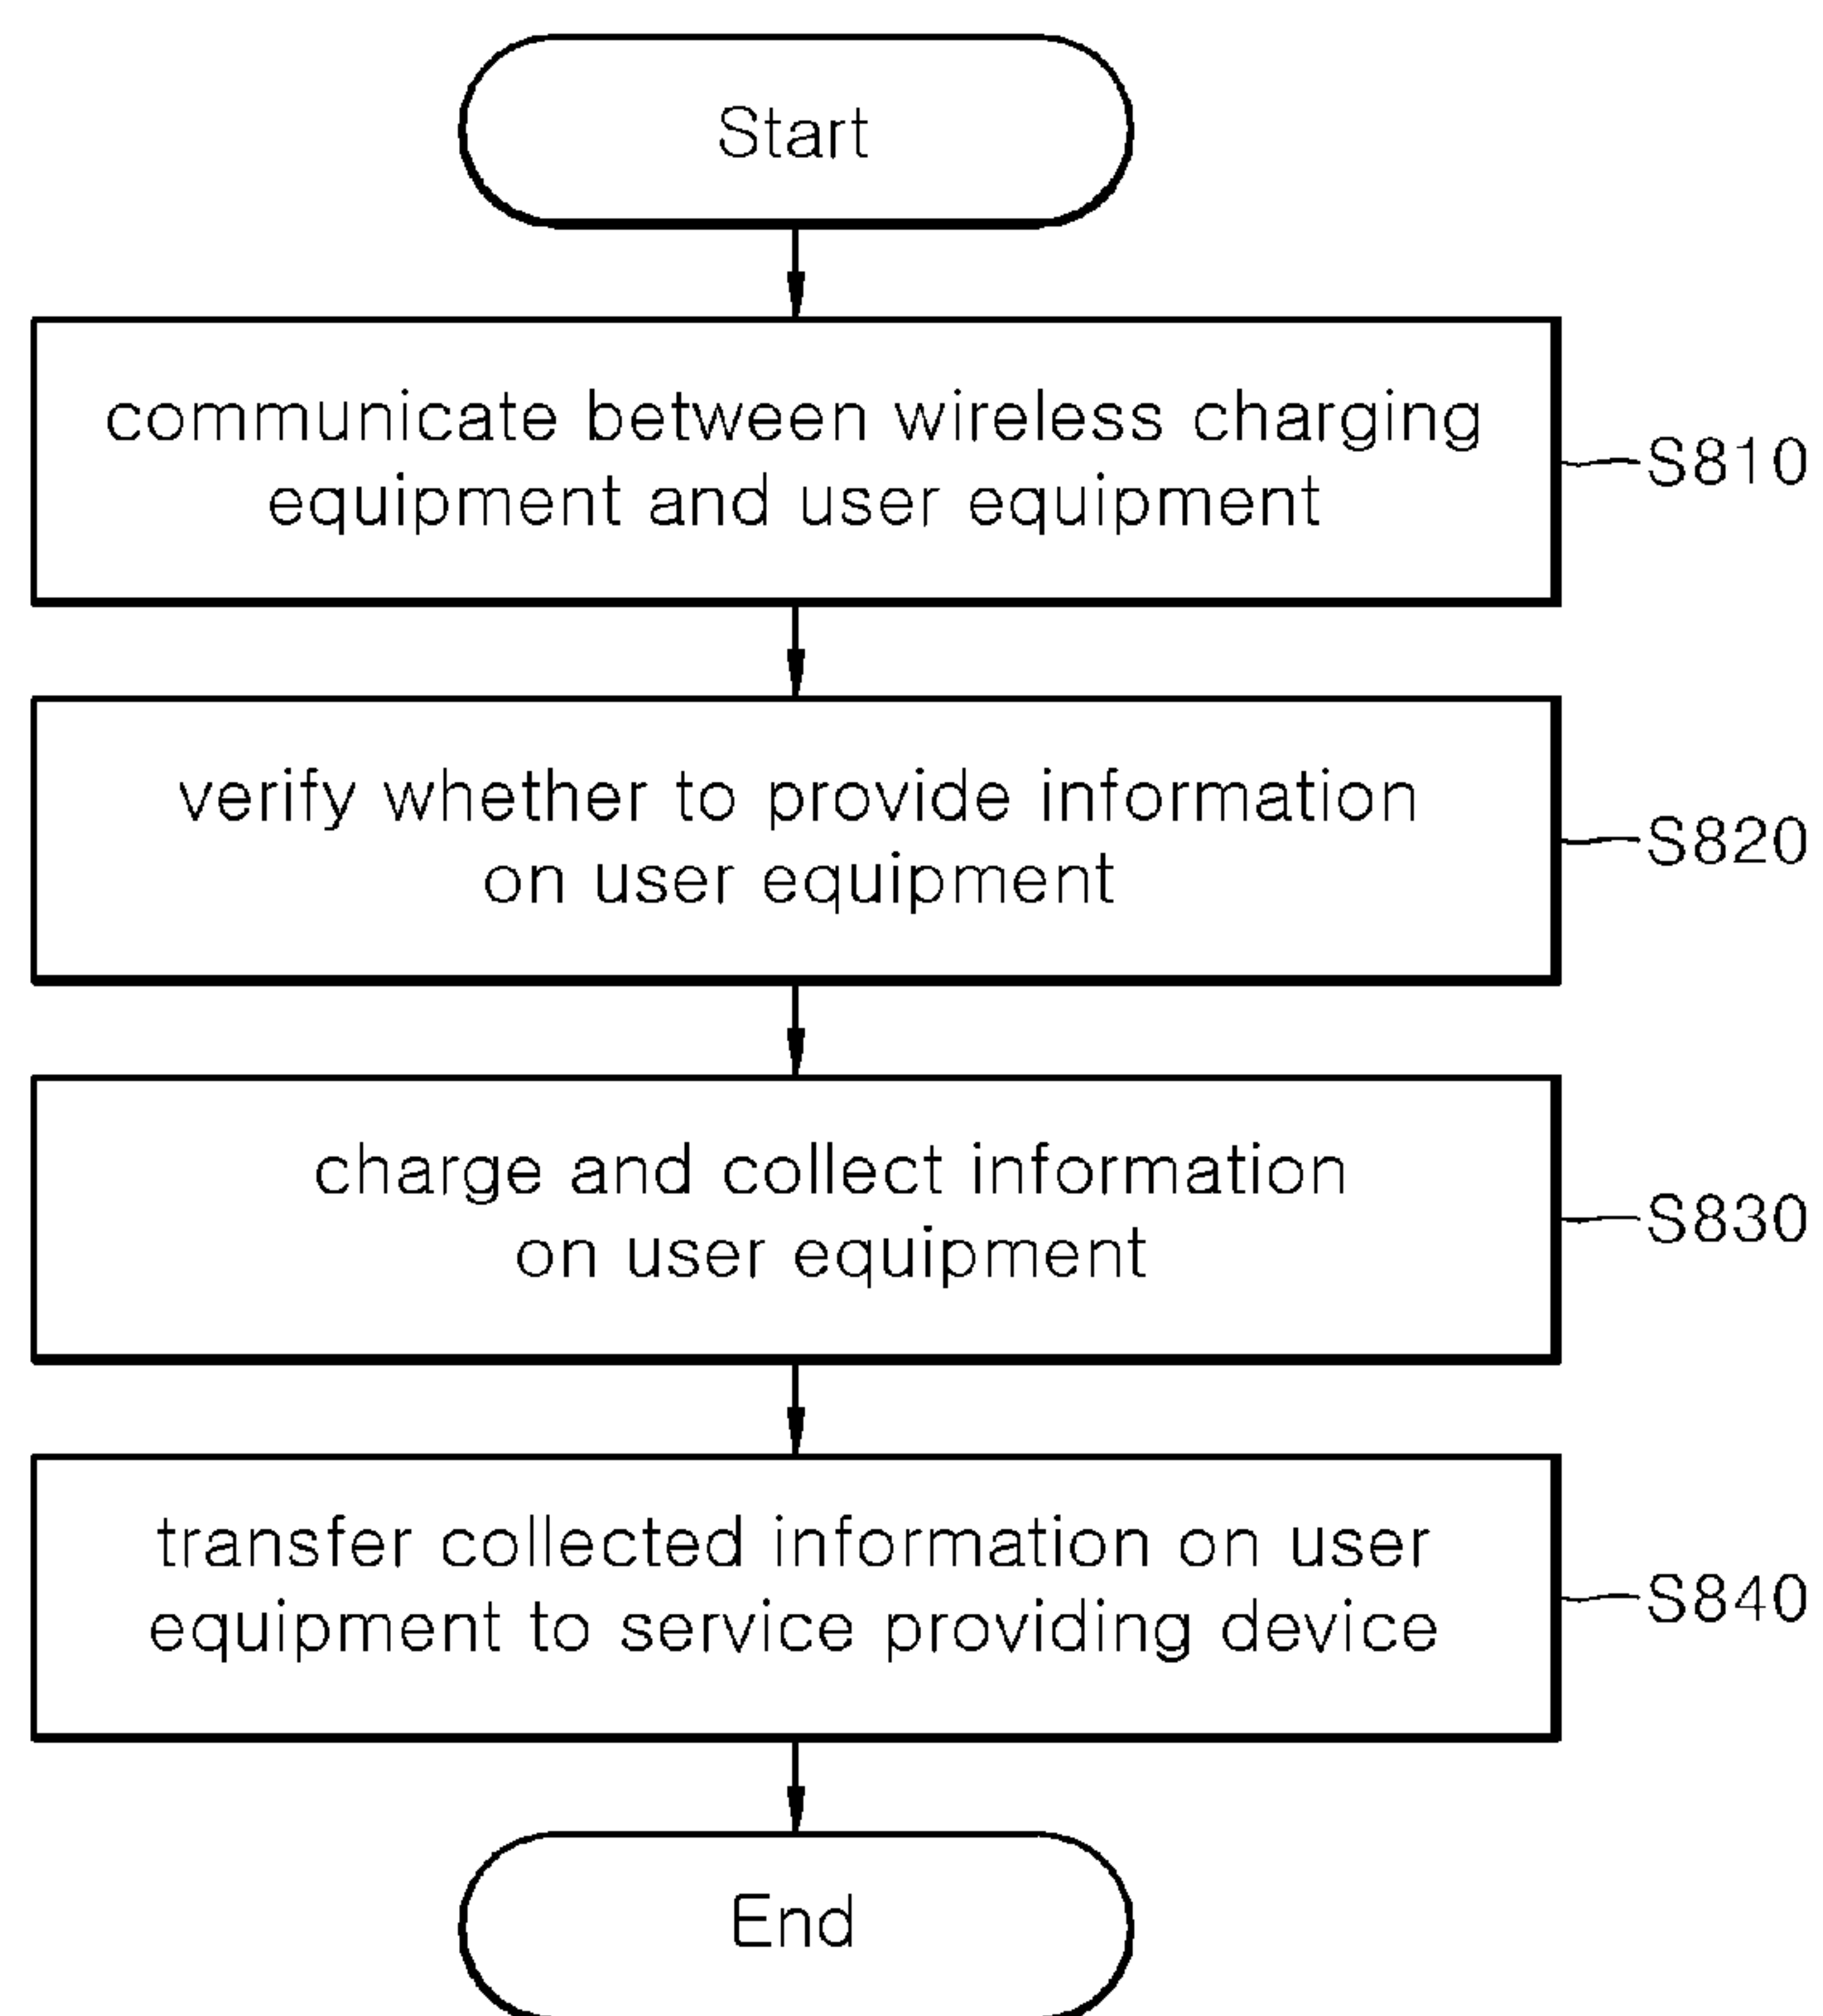 Start
communicate between wireless charging
equipment and user equipment
S810
verify whether to provide information
on user equipment
S820
charge and collect information
on user equipment
S830
transfer collected information on user
equipment to service providing device
S840
End